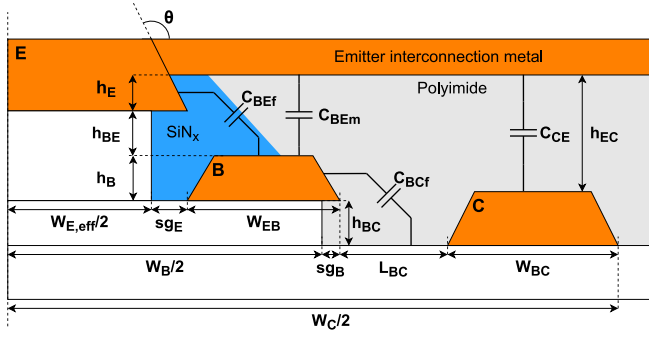 θ
E
Emitter interconnection metal
Polyimide
h_E
C_BEf
C_BEm
h_BE
SiN_x
C_CE
h_EC
h_B
B
C_BCf
C
W_E,eff/2
sg_E
W_EB
h_BC
W_B/2
sg_B
L_BC
W_BC
W_C/2